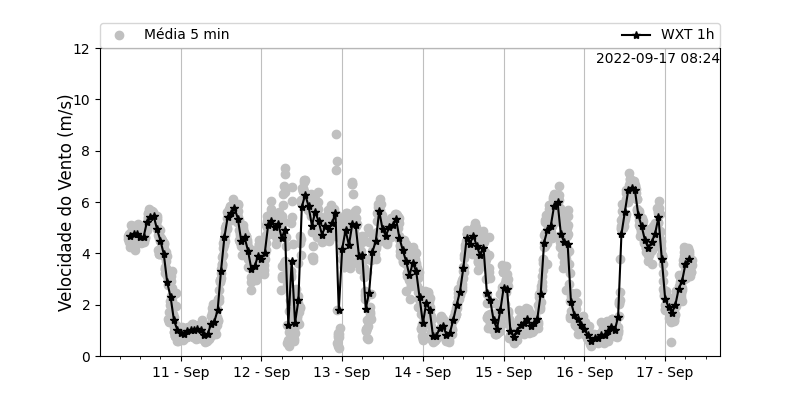 Média 5 min
WXT 1h
12
2022-09-17 08:24
10
8
6
4
2
0
Velocidade do Vento (m/s)
11 - Sep
12 - Sep
13 - Sep
14 - Sep
15 - Sep
16 - Sep
17 - Sep